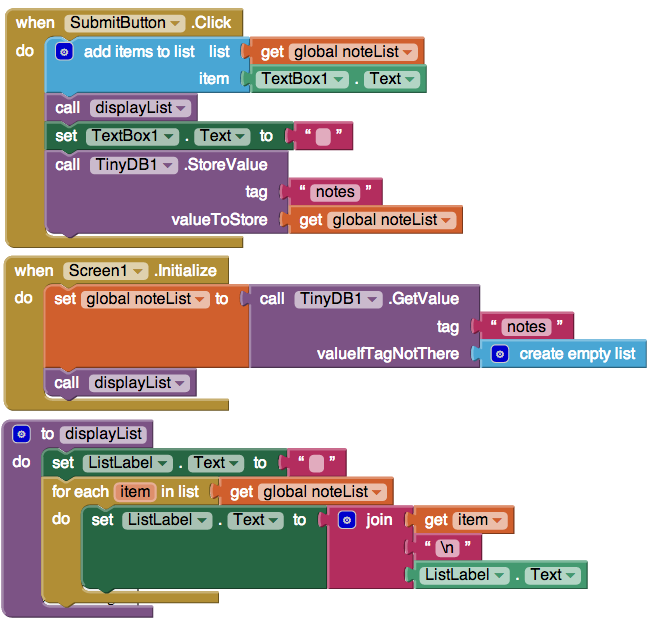 when SubmitButton .Click
do add items to list list get global noteList
item TextBox1 . Text
call displayList
set TextBox1 . Text to “ ”
call TinyDB1 .StoreValue
tag “ notes ”
valueToStore get global noteList
when Screen1 .Initialize
do set global noteList to call TinyDB1 .GetValue
tag “ notes ”
valueIfTagNotThere create empty list
call displayList
to displayList
do set ListLabel . Text to “ ”
for each item in list get global noteList
do set ListLabel . Text to join get item
“ \n ”
ListLabel . Text